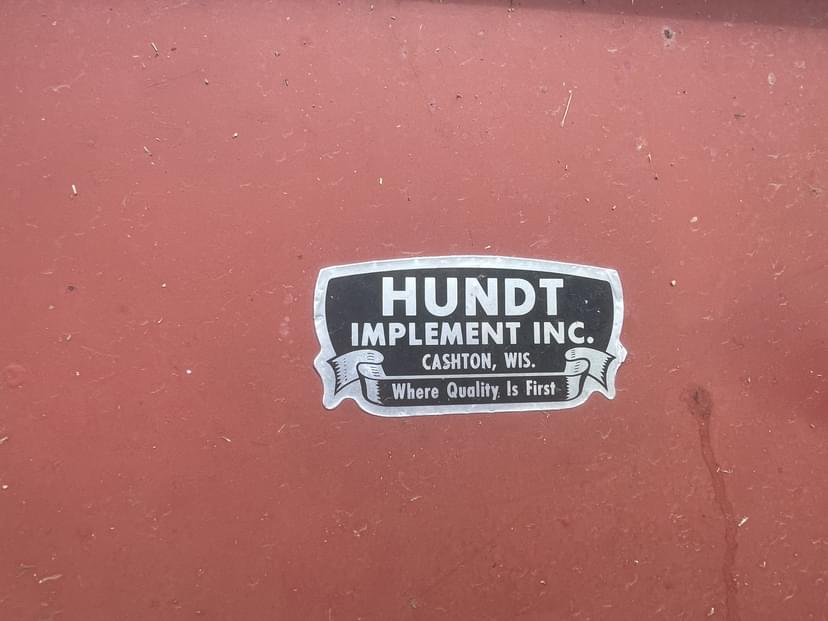 HUNDT
IMPLEMENT INC.
CASHTON, WIS.
Where Quality Is First